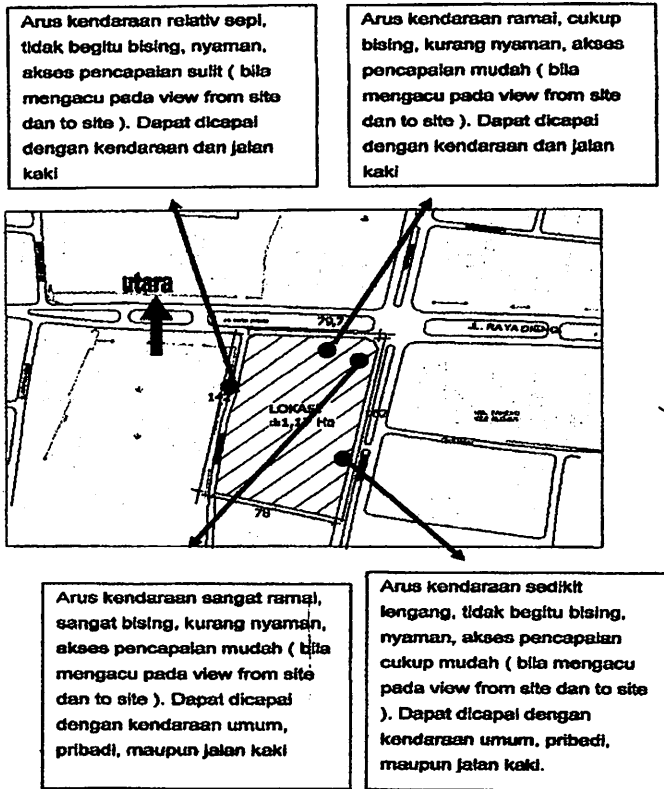 Arus kendaraan relativ sepi,
tidak begitu bising, nyaman,
akses pencapaian sulit ( bila
mengacu pada view from site
dan to site ). Dapat dicapai
dengan kendaraan dan jalan
kaki
Arus kendaraan ramai, cukup
bising, kurang nyaman, akses
pencapaian mudah ( bila
mengacu pada view from site
dan to site ). Dapat dicapai
dengan kendaraan dan jalan
kaki
utara
79,7
JL. RAYA
LOKASI
Ha
78
Arus kendaraan sangat ramai,
sangat bising, kurang nyaman,
akses pencapaian mudah ( bila
mengacu pada view from site
dan to site ). Dapat dicapai
dengan kendaraan umum,
pribadi, maupun jalan kaki
Arus kendaraan sedikit
lengang, tidak begitu bising,
nyaman, akses pencapaian
cukup mudah ( bila mengacu
pada view from site dan to site
). Dapat dicapai dengan
kendaraan umum, pribadi,
maupun jalan kaki.